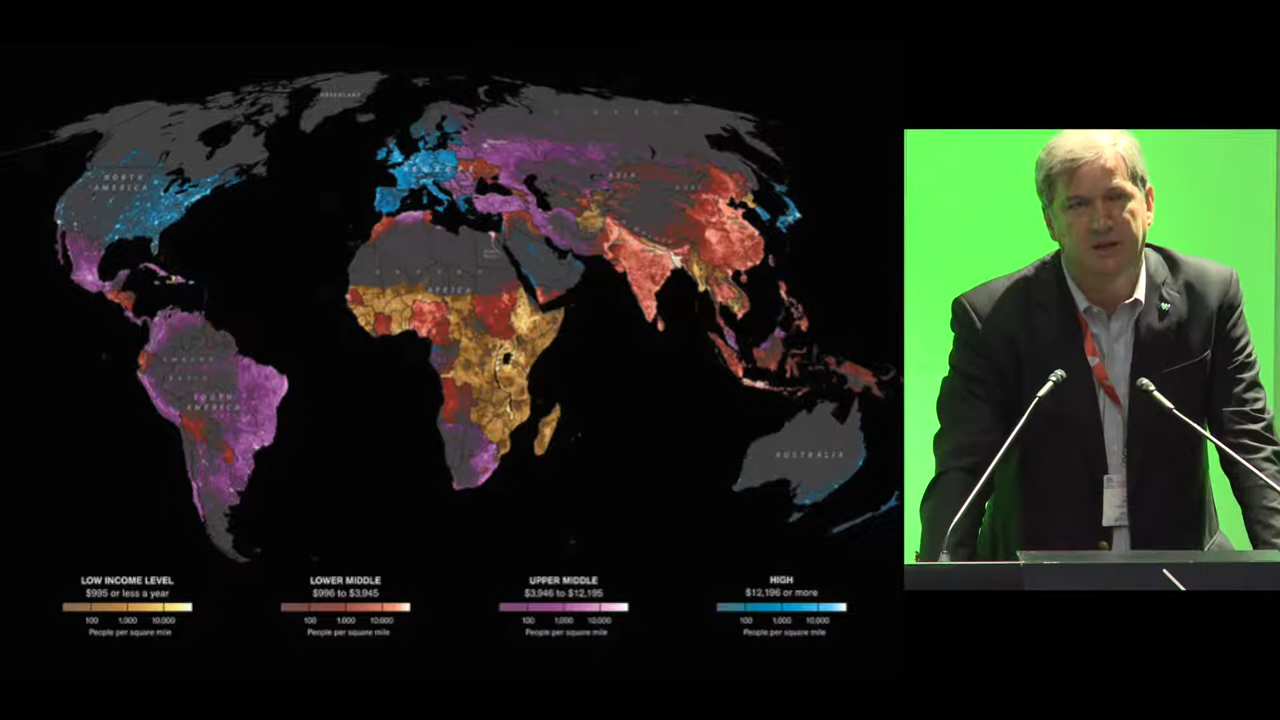 GREENLAND
NORTH
AMERICA
EUROPE
ASIA
AFRICA
AMAZON
BASIN
SOUTH
AMERICA
AUSTRALIA
LOW INCOME LEVEL
$995 or less a year
100 1,000 10,000
People per square mile
LOWER MIDDLE
$996 to $3,945
100 1,000 10,000
People per square mile
UPPER MIDDLE
$3,946 to $12,195
100 1,000 10,000
People per square mile
HIGH
$12,196 or more
100 1,000 10,000
People per square mile